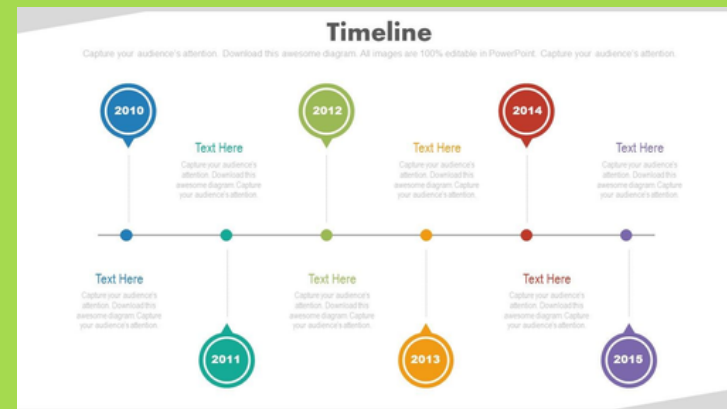 Timeline
Capture your audience's attention. Download this awesome diagram. All images are 100% editable in PowerPoint. Capture your audience's attention.
2010
2012
2014
Text Here
Capture your audience's
attention. Download this
awesome diagram.Capture
your audience's attention.
Text Here
Capture your audience's
attention. Download this
awesome diagram.Capture
your audience's attention.
Text Here
Capture your audience's
attention. Download this
awesome diagram.Capture
your audience's attention.
Text Here
Capture your audience's
attention. Download this
awesome diagram.Capture
your audience's attention.
Text Here
Capture your audience's
attention. Download this
awesome diagram.Capture
your audience's attention.
Text Here
Capture your audience's
attention. Download this
awesome diagram.Capture
your audience's attention.
2011
2013
2015